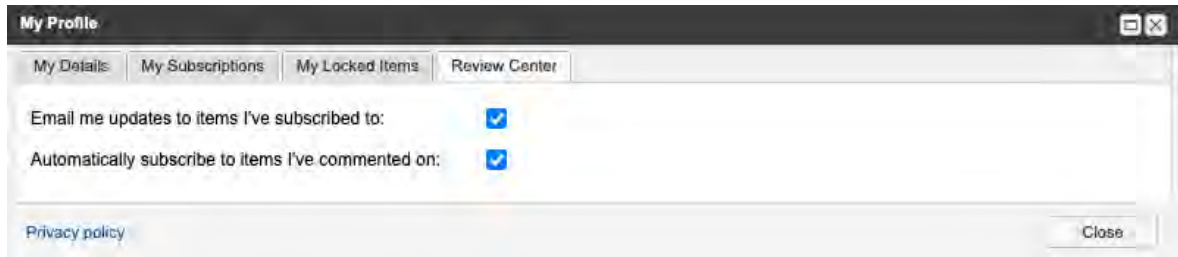 My Profile
My Details My Subscriptions My Locked Items Review Center
Email me updates to items I've subscribed to:
Automatically subscribe to items I've commented on:
Privacy policy Close